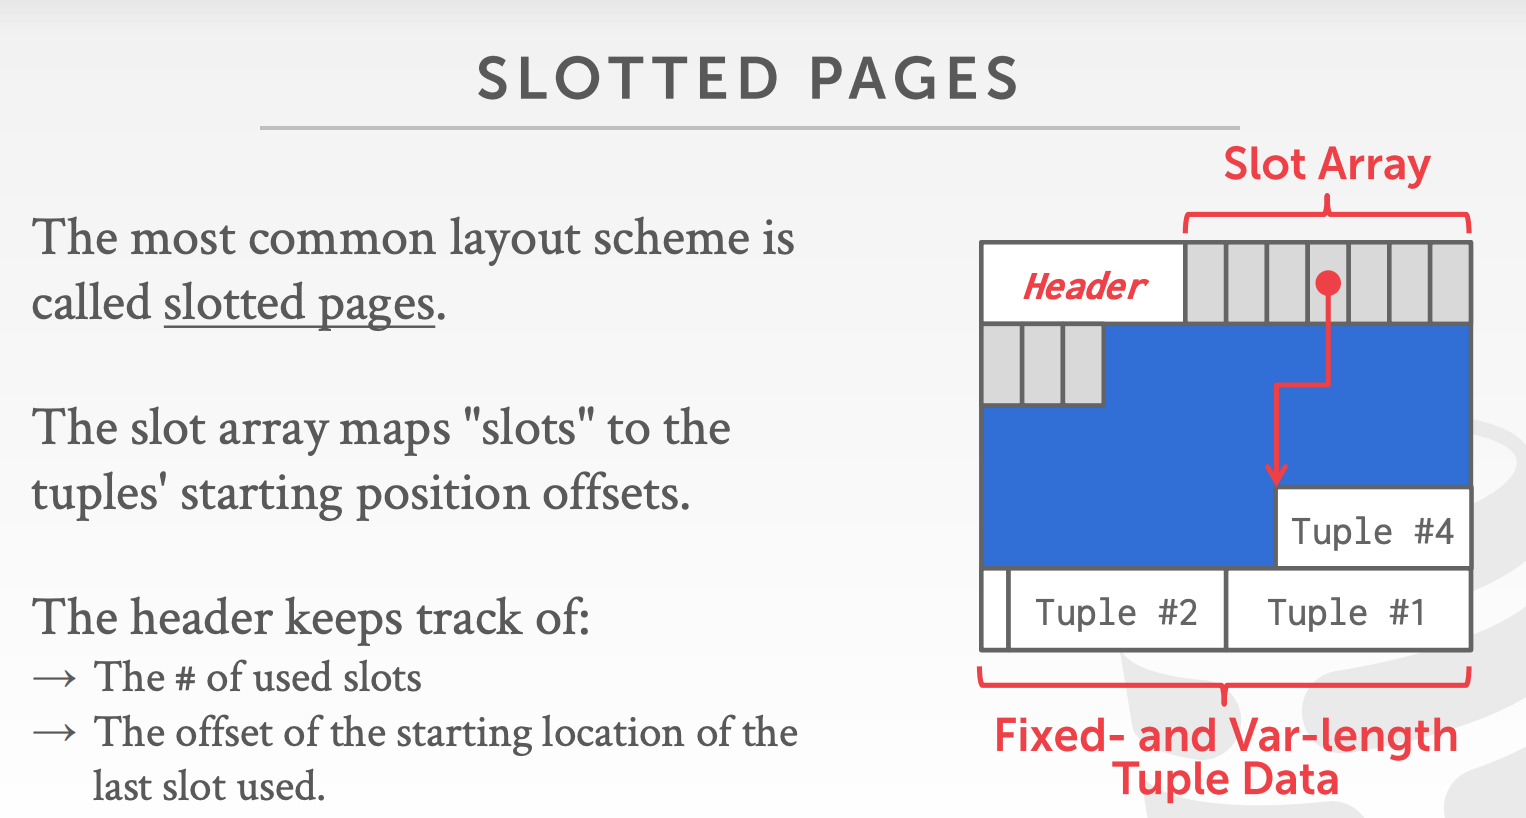 SLOTTED PAGES
The most common layout scheme is
called slotted pages.
The slot array maps "slots" to the
tuples' starting position offsets.
The header keeps track of:
→ The # of used slots
→ The offset of the starting location of the
last slot used.
Slot Array
Header
Tuple #4
Tuple #2
Tuple #1
Fixed- and Var-length
Tuple Data